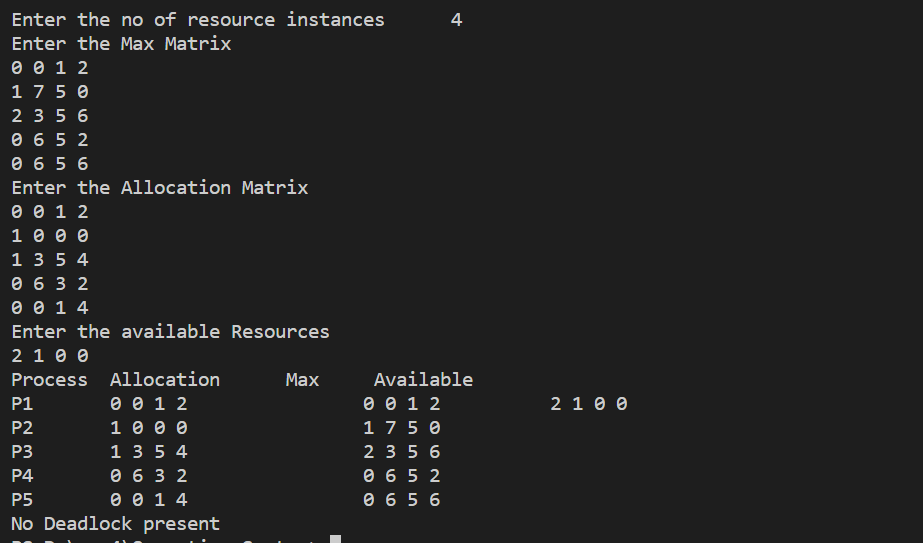 Enter the no of resource instances      4
Enter the Max Matrix
0 0 1 2
1 7 5 0
2 3 5 6
0 6 5 2
0 6 5 6
Enter the Allocation Matrix
0 0 1 2
1 0 0 0
1 3 5 4
0 6 3 2
0 0 1 4
Enter the available Resources
2 1 0 0
Process  Allocation      Max     Available
P1       0 0 1 2                0 0 1 2          2 1 0 0
P2       1 0 0 0                1 7 5 0
P3       1 3 5 4                2 3 5 6
P4       0 6 3 2                0 6 5 2
P5       0 0 1 4                0 6 5 6
No Deadlock present